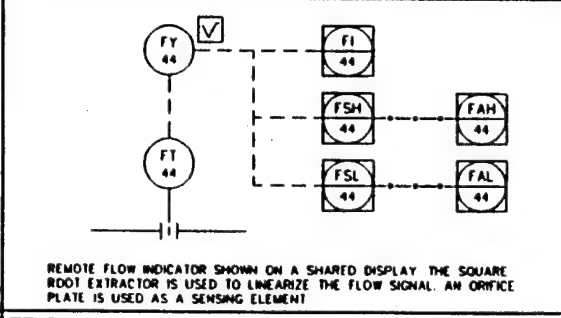 FY
44
√
FI
44
FSH
44
FAH
44
FT
44
FSL
44
FAL
44
REMOTE FLOW INDICATOR SHOWN ON A SHARED DISPLAY THE SQUARE
ROOT EXTRACTOR IS USED TO LINEARIZE THE FLOW SIGNAL. AN ORIFICE
PLATE IS USED AS A SENSING ELEMENT